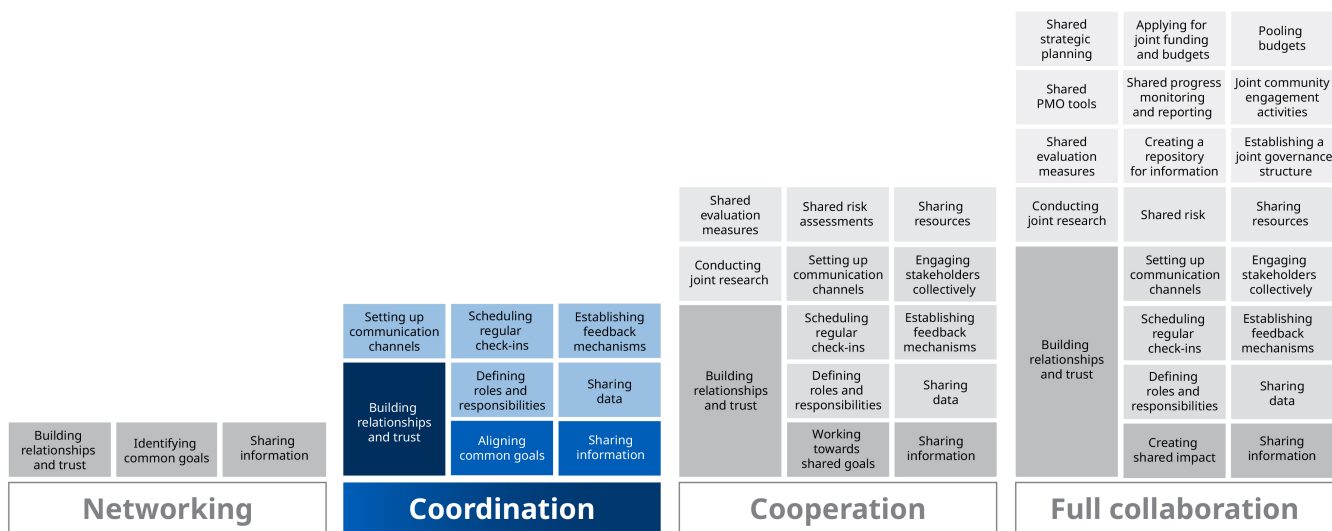 Building
relationships
and trust
Identifying
common goals
Sharing
information
Networking
Setting up
communication
channels
Scheduling
regular
check-ins
Establishing
feedback
mechanisms
Building
relationships
and trust
Defining
roles and
responsibilities
Sharing
data
Aligning
common goals
Sharing
information
Coordination
Shared
evaluation
measures
Shared risk
assessments
Sharing
resources
Conducting
joint research
Setting up
communication
channels
Engaging
stakeholders
collectively
Building
relationships
and trust
Scheduling
regular
check-ins
Establishing
feedback
mechanisms
Defining
roles and
responsibilities
Sharing
data
Working
towards
shared goals
Sharing
information
Cooperation
Shared
strategic
planning
Applying for
joint funding
and budgets
Pooling
budgets
Shared
PMO tools
Shared progress
monitoring
and reporting
Joint community
engagement
activities
Shared
evaluation
measures
Creating a
repository
for information
Establishing a
joint governance
structure
Conducting
joint research
Shared risk
Sharing
resources
Building
relationships
and trust
Setting up
communication
channels
Engaging
stakeholders
collectively
Scheduling
regular
check-ins
Establishing
feedback
mechanisms
Defining
roles and
responsibilities
Sharing
data
Creating
shared impact
Sharing
information
Full collaboration